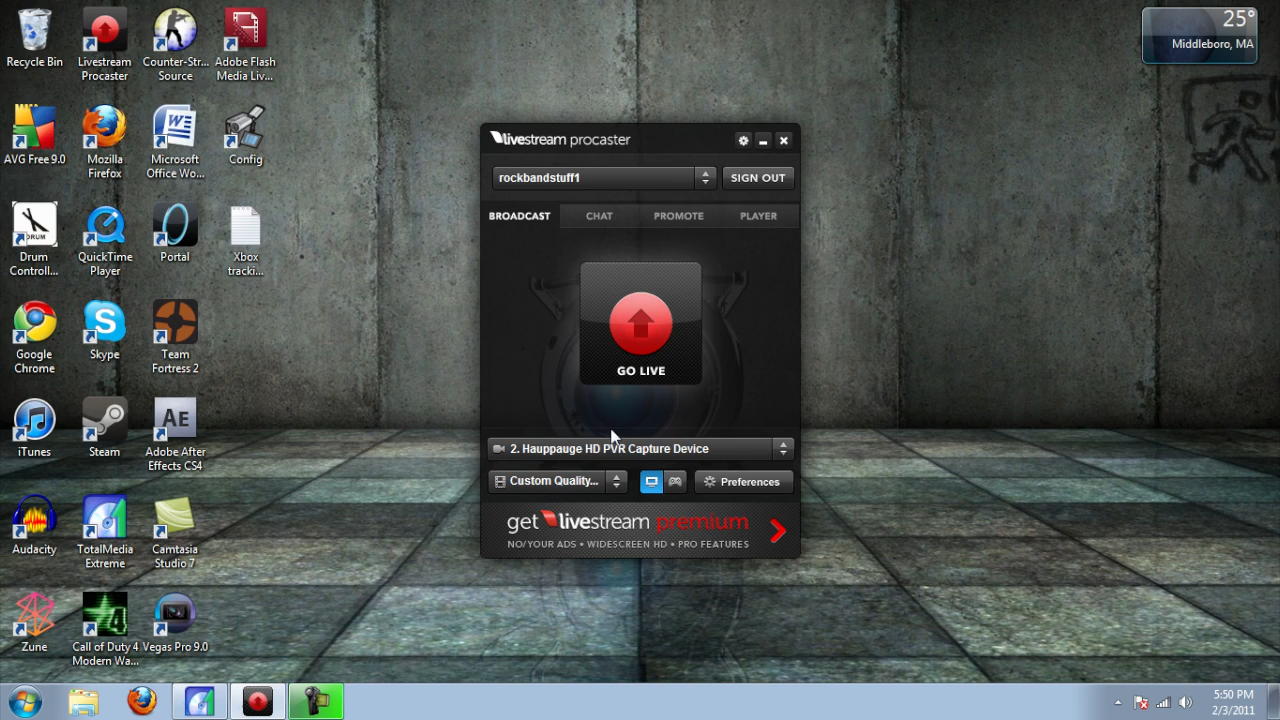 Recycle Bin
Livestream
Procaster
Counter-Str...
Source
Adobe Flash
Media Liv...
AVG Free 9.0
Mozilla
Firefox
Microsoft
Office Wo...
Config
DRUM
Drum
Controll...
QuickTime
Player
Portal
Xbox
tracki...
Google
Chrome
Skype
Team
Fortress 2
iTunes
Steam
AE
Adobe After
Effects CS4
Audacity
TotalMedia
Extreme
Camtasia
Studio 7
Zune
4
Call of Duty 4
Modern Wa...
Vegas Pro 9.0
25°
Middleboro, MA
livestream procaster
rockbandstuff1
SIGN OUT
BROADCAST CHAT PROMOTE PLAYER
GO LIVE
2. Hauppauge HD PVR Capture Device
Custom Quality...
Preferences
get livestream premium
NO/YOUR ADS • WIDESCREEN HD • PRO FEATURES
5:50 PM
2/3/2011